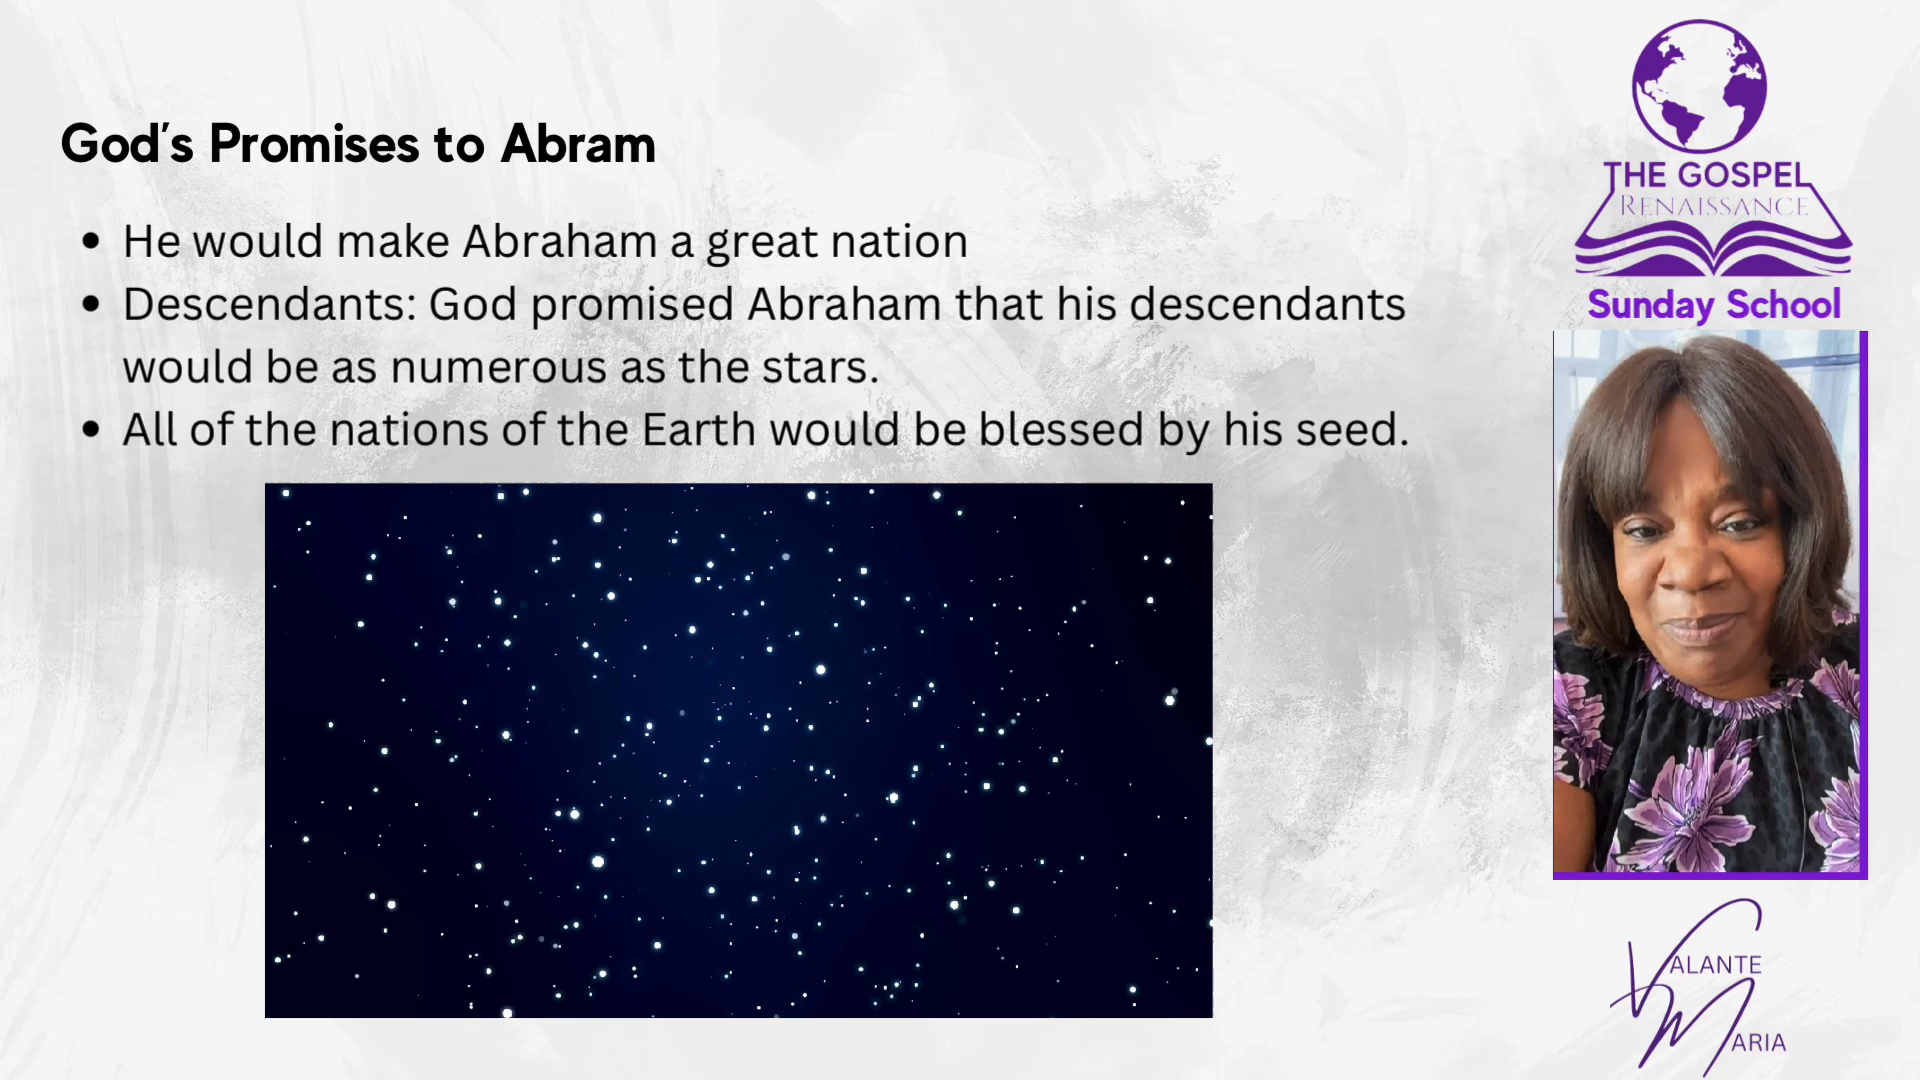 God's Promises to Abram
• He would make Abraham a great nation
• Descendants: God promised Abraham that his descendants
would be as numerous as the stars.
• All of the nations of the Earth would be blessed by his seed.
THE GOSPEL
RENAISSANCE
Sunday School
VALANTE
MARIA